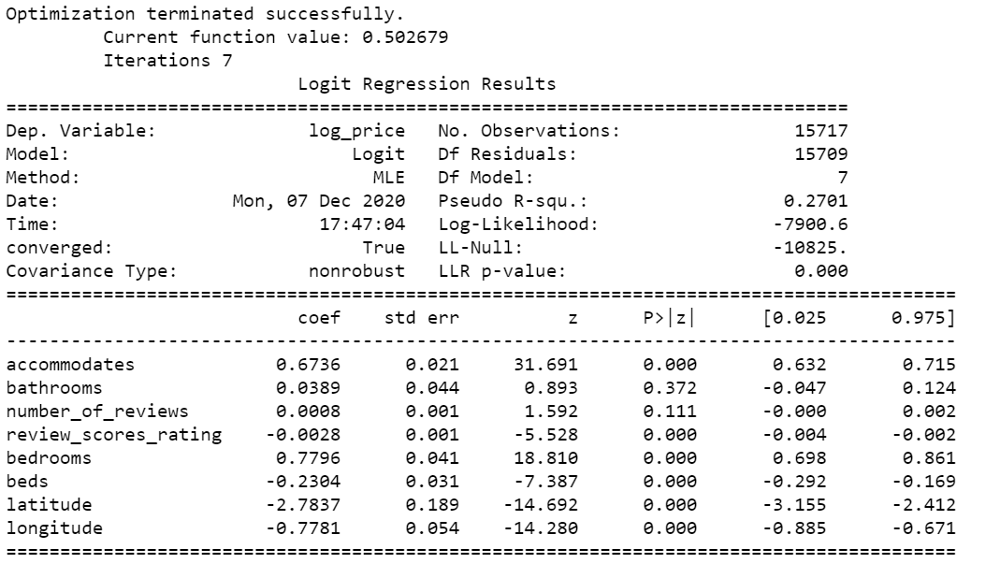 Optimization terminated successfully.
         Current function value: 0.502679
         Iterations 7
                           Logit Regression Results
==============================================================================
Dep. Variable:              log_price   No. Observations:                15717
Model:                          Logit   Df Residuals:                    15709
Method:                           MLE   Df Model:                            7
Date:                Mon, 07 Dec 2020   Pseudo R-squ.:                  0.2701
Time:                        17:47:04   Log-Likelihood:                -7900.6
converged:                       True   LL-Null:                       -10825.
Covariance Type:            nonrobust   LLR p-value:                     0.000
========================================================================================
                           coef    std err          z      P>|z|      [0.025      0.975]
----------------------------------------------------------------------------------------
accommodates             0.6736      0.021     31.691      0.000       0.632       0.715
bathrooms                0.0389      0.044      0.893      0.372      -0.047       0.124
number_of_reviews        0.0008      0.001      1.592      0.111      -0.000       0.002
review_scores_rating    -0.0028      0.001     -5.528      0.000      -0.004      -0.002
bedrooms                 0.7796      0.041     18.810      0.000       0.698       0.861
beds                    -0.2304      0.031     -7.387      0.000      -0.292      -0.169
latitude                -2.7837      0.189    -14.692      0.000      -3.155      -2.412
longitude               -0.7781      0.054    -14.280      0.000      -0.885      -0.671
========================================================================================